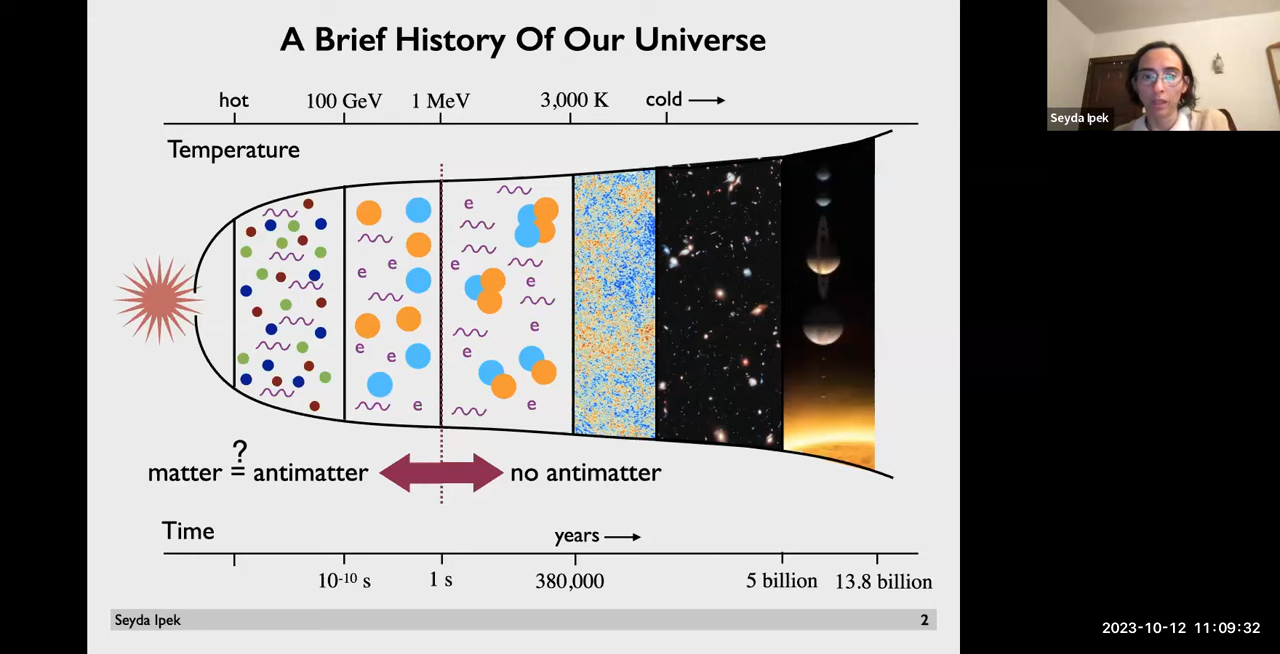 A Brief History Of Our Universe
hot 100 GeV 1 MeV 3,000 K cold
Temperature
e
e
e
e
e
e
e
e
e
e
e
?
matter = antimatter no antimatter
Time
years
10-10 s 1 s 380,000 5 billion 13.8 billion
Seyda Ipek 2
Seyda Ipek
2023-10-12 11:09:32